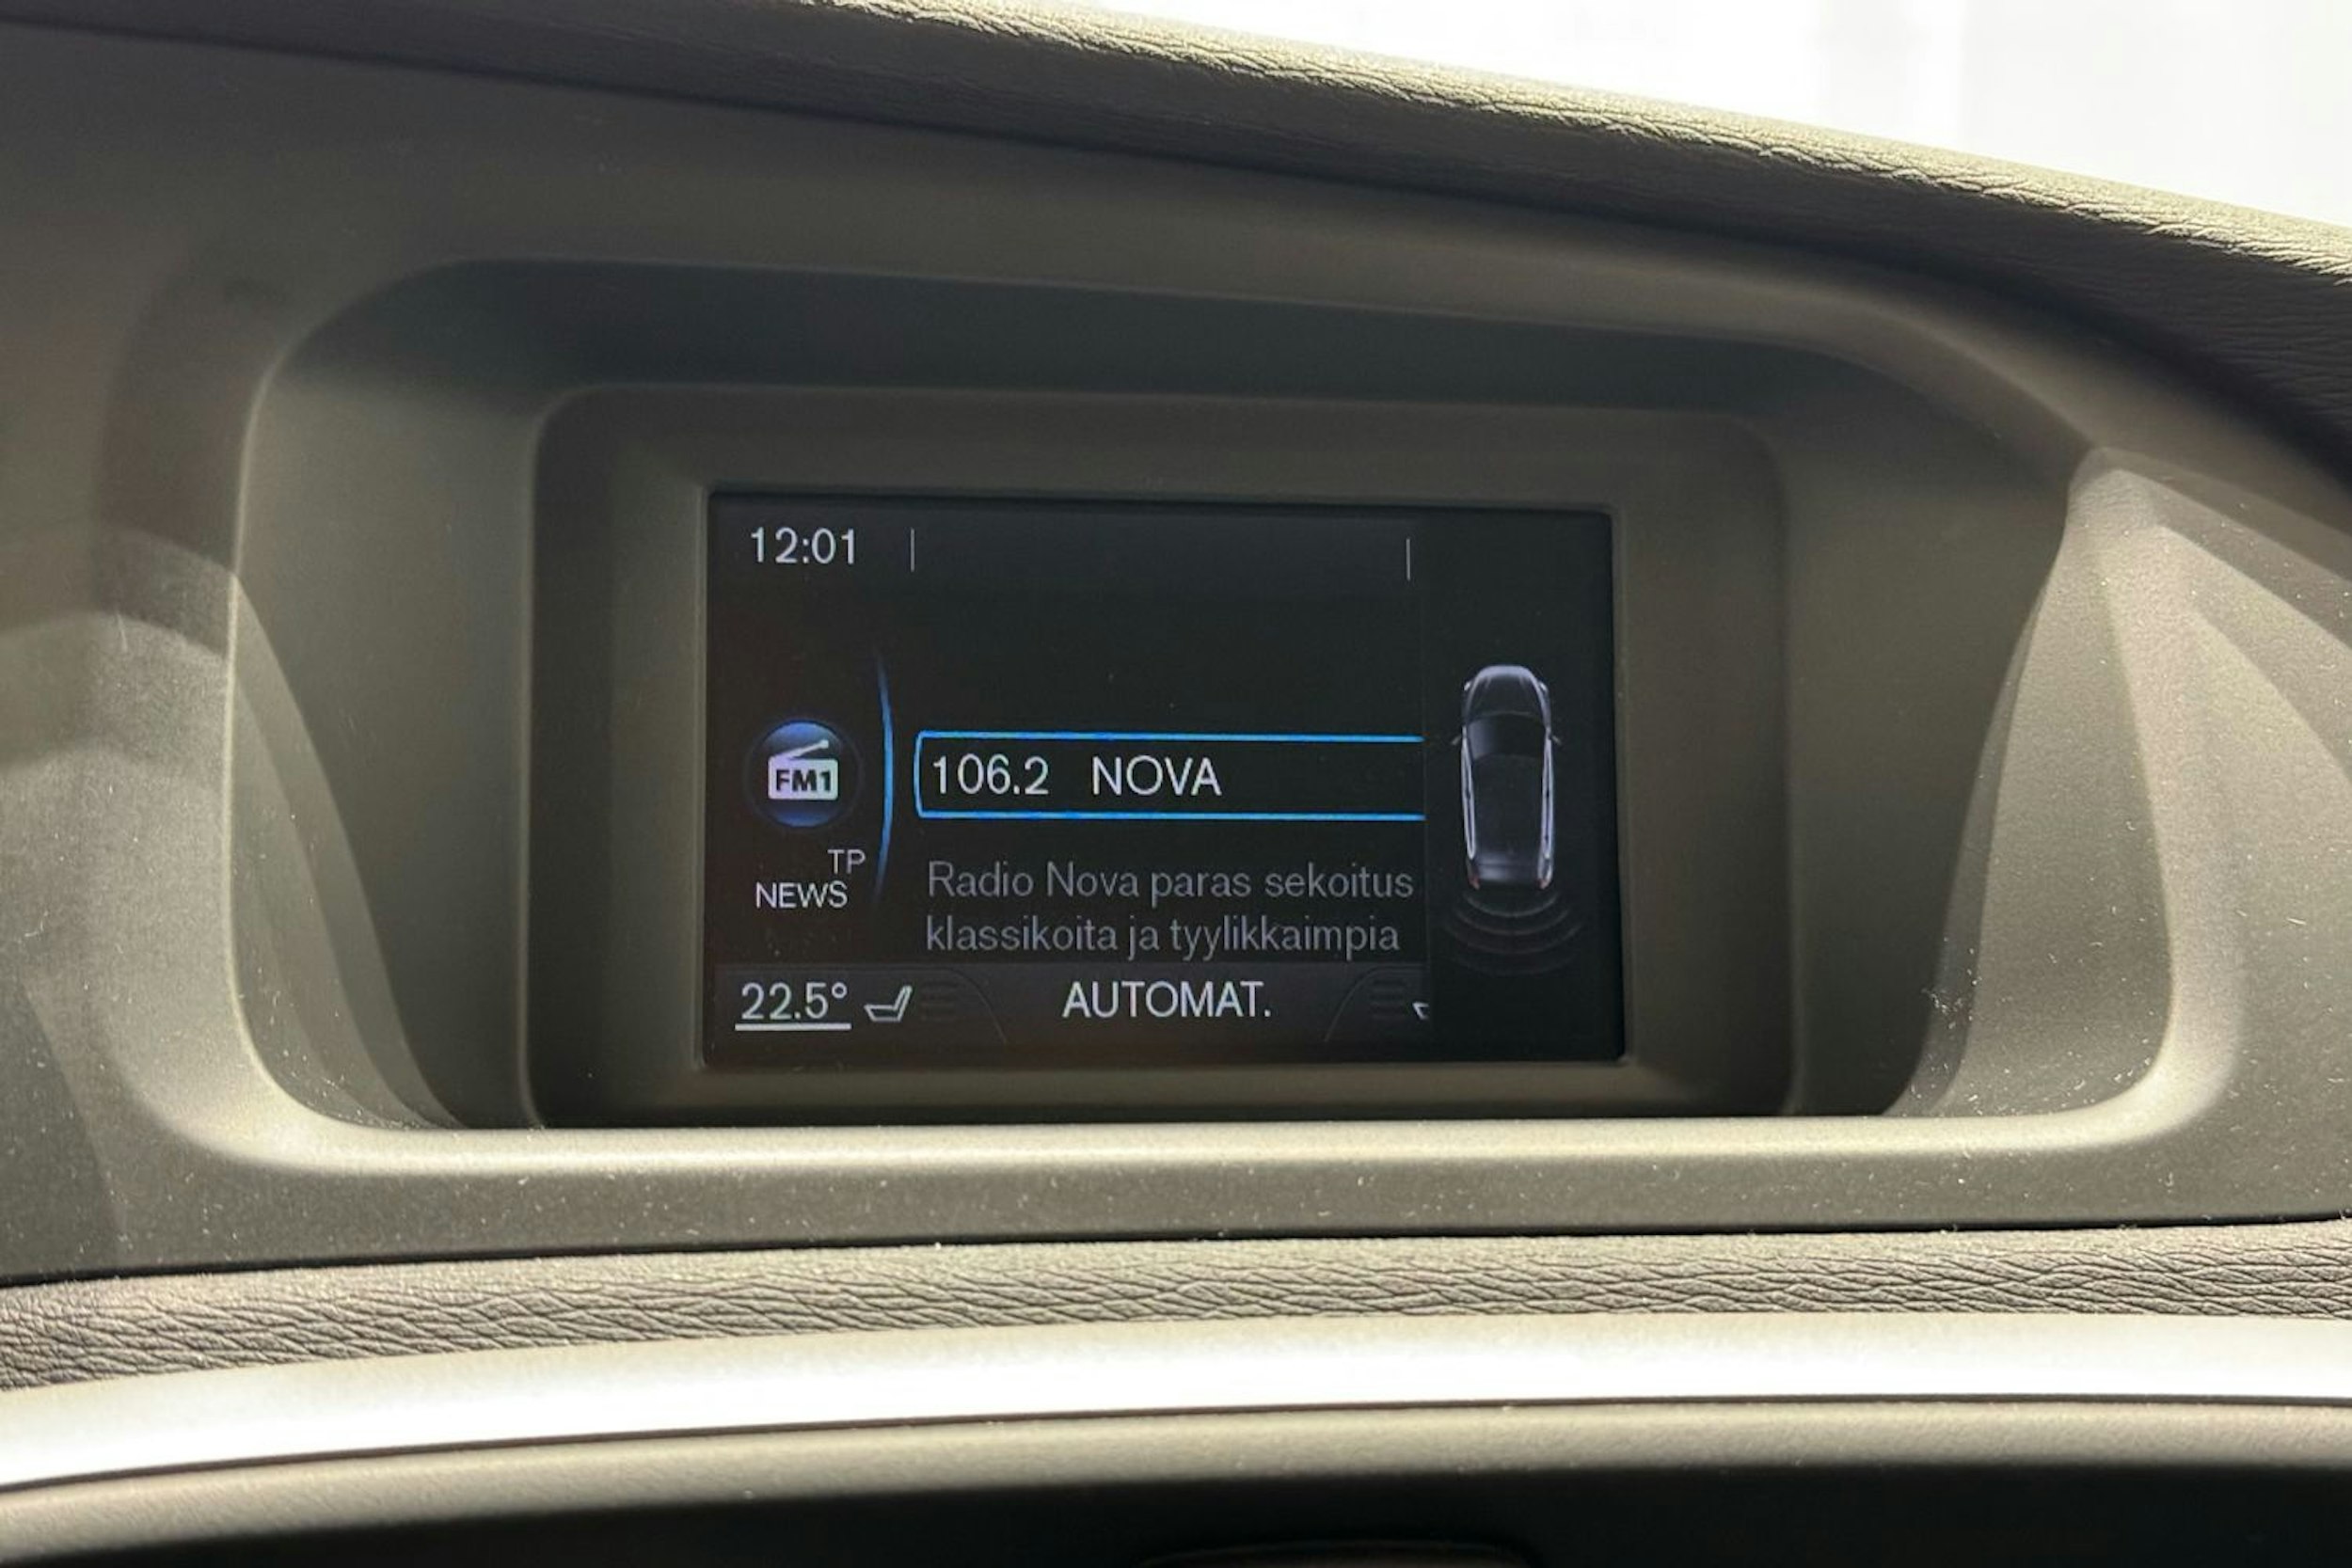 12:01
FM1
106.2 NOVA
TP
NEWS
Radio Nova paras sekoitus
klassikoita ja tyylikkaimpia
22.5°
AUTOMAT.